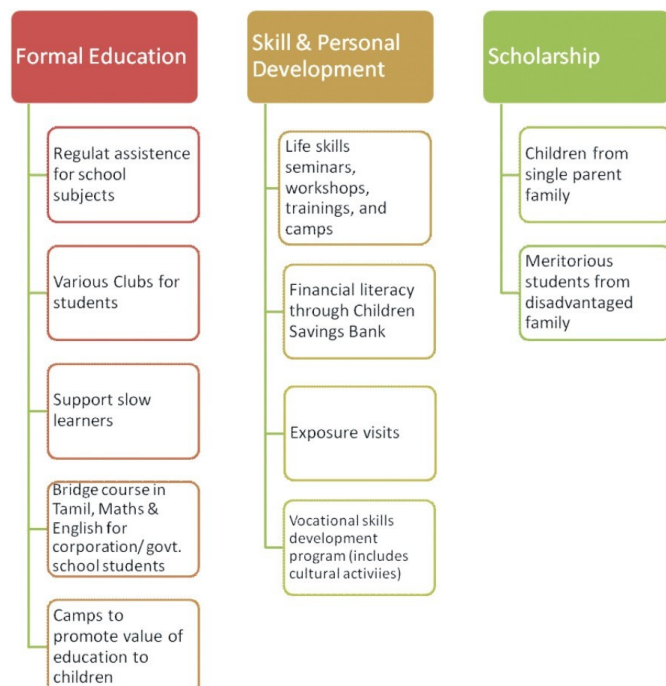 Formal Education
Regulat assistence
for school
subjects
Various Clubs for
students
Support slow
learners
Bridge course in
Tamil, Maths &
English for
corporation/ govt.
school students
Camps to
promote value of
education to
children
Skill & Personal
Development
Life skills
seminars,
workshops,
trainings, and
camps
Financial literacy
through Children
Savings Bank
Exposure visits
Vocational skills
development
program (includes
cultural activiies)
Scholarship
Children from
single parent
family
Meritorious
students from
disadvantaged
family